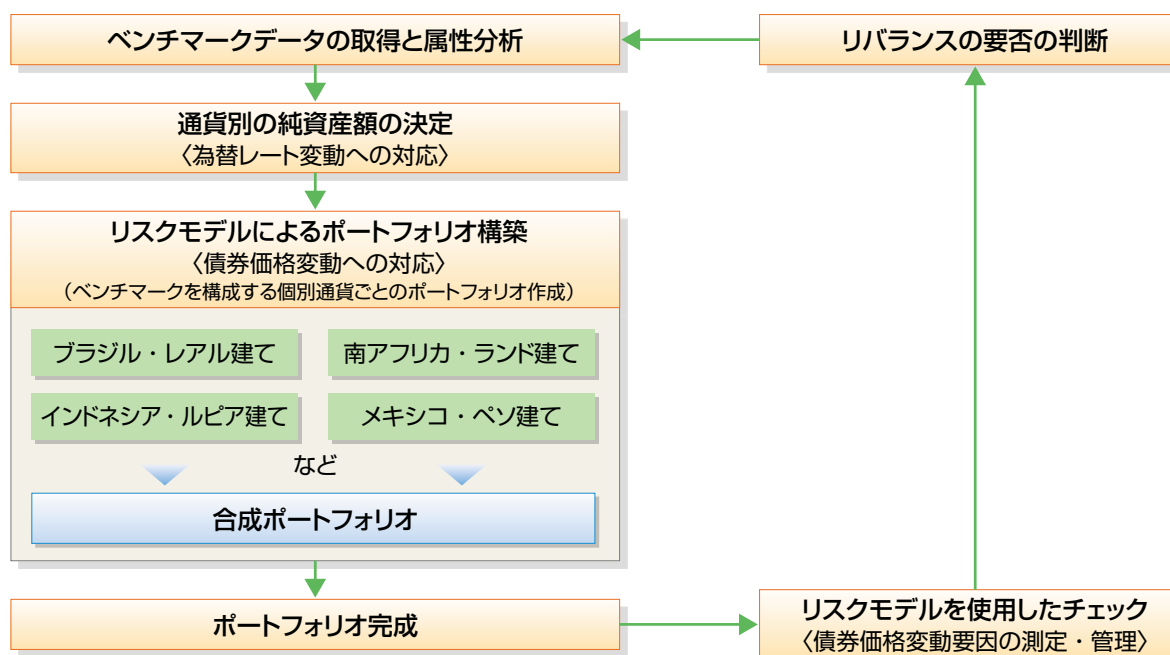 ベンチマークデータの取得と属性分析
リバランスの要否の判断
通貨別の純資産額の決定
〈為替レート変動への対応〉
リスクモデルによるポートフォリオ構築
〈債券価格変動への対応〉
（ベンチマークを構成する個別通貨ごとのポートフォリオ作成）
ブラジル・レアル建て
南アフリカ・ランド建て
インドネシア・ルピア建て
メキシコ・ペソ建て
など
合成ポートフォリオ
ポートフォリオ完成
リスクモデルを使用したチェック
〈債券価格変動要因の測定・管理〉